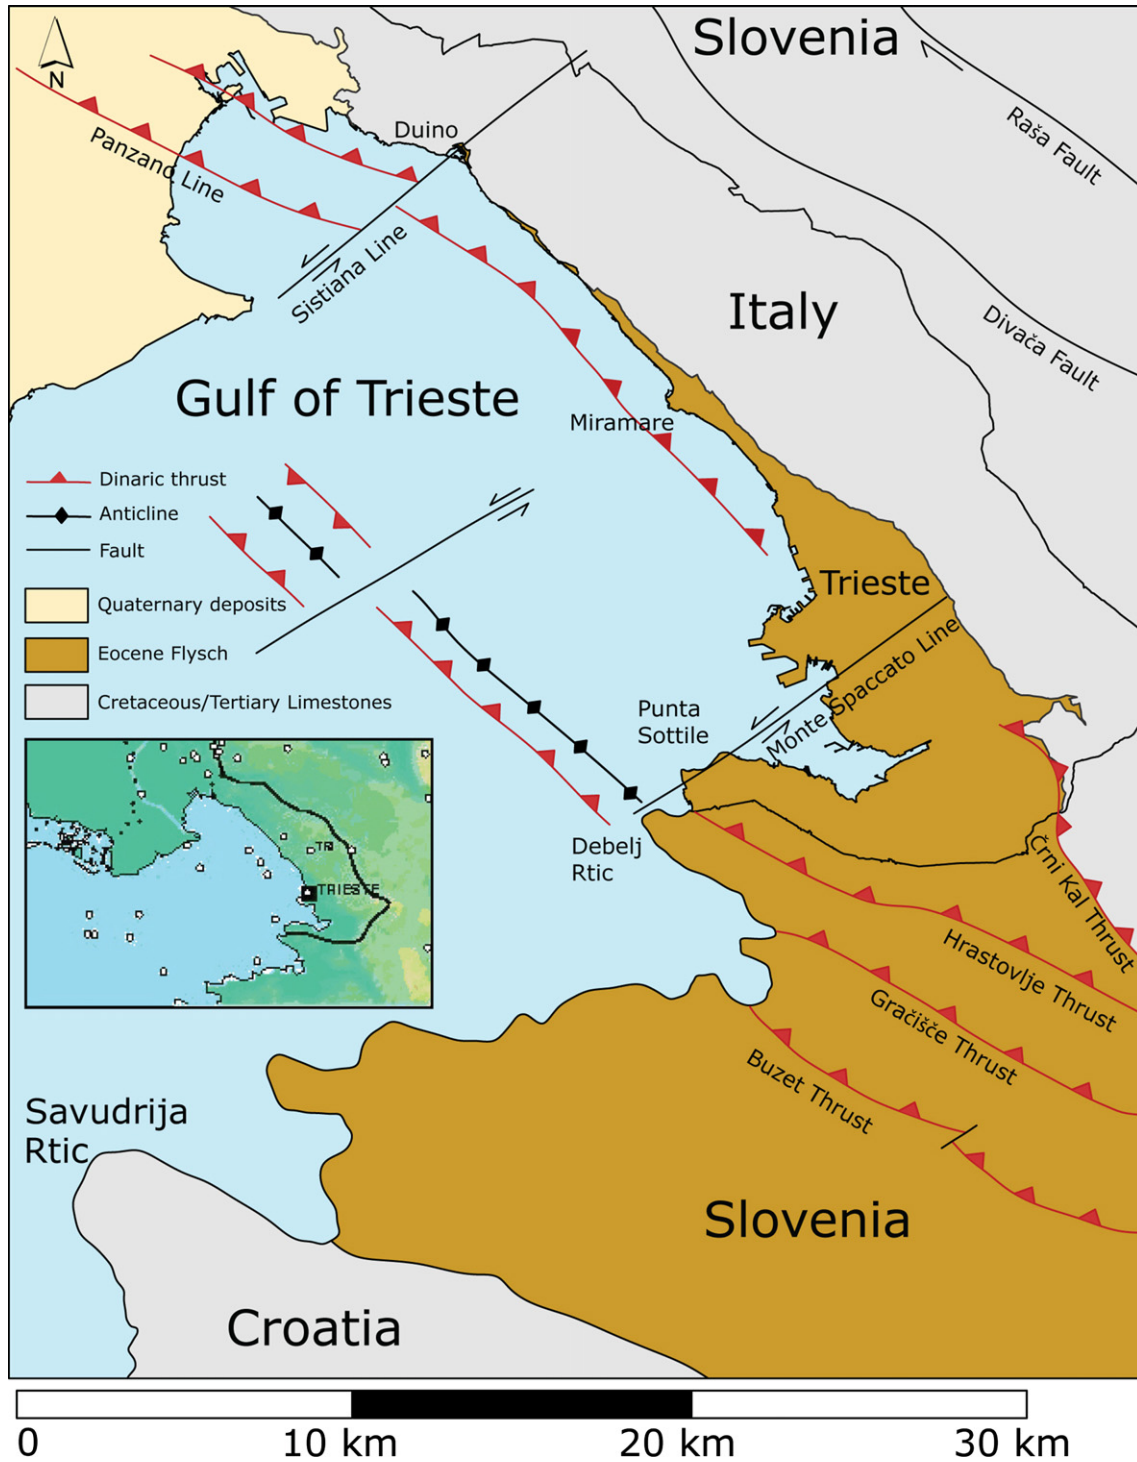 Slovenia
N
Raša Fault
Duino
Panzano Line
Sistiana Line
Italy
Divača Fault
Gulf of Trieste
Miramare
Dinaric thrust
Anticline
Fault
Quaternary deposits
Eocene Flysch
Cretaceous/Tertiary Limestones
Trieste
Monte Spaccato Line
Punta
Sottile
Debelj
Rtic
TRIESTE
Črni Kal Thrust
Hrastovlje Thrust
Gračišče Thrust
Buzet Thrust
Savudrija
Rtic
Slovenia
Croatia
0
10 km
20 km
30 km